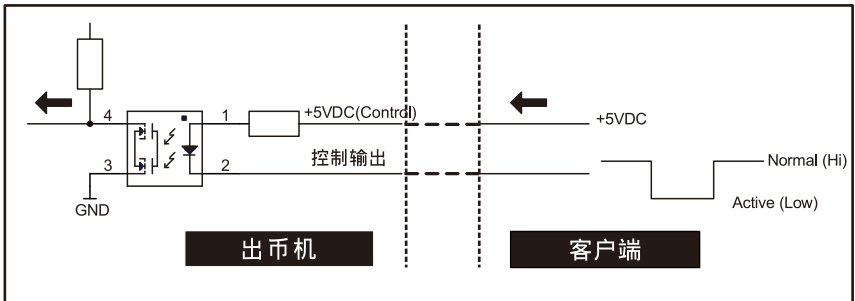 4
1
+5VDC(Control)
+5VDC
3
2
控制输出
Normal (Hi)
GND
Active (Low)
出币机
客户端